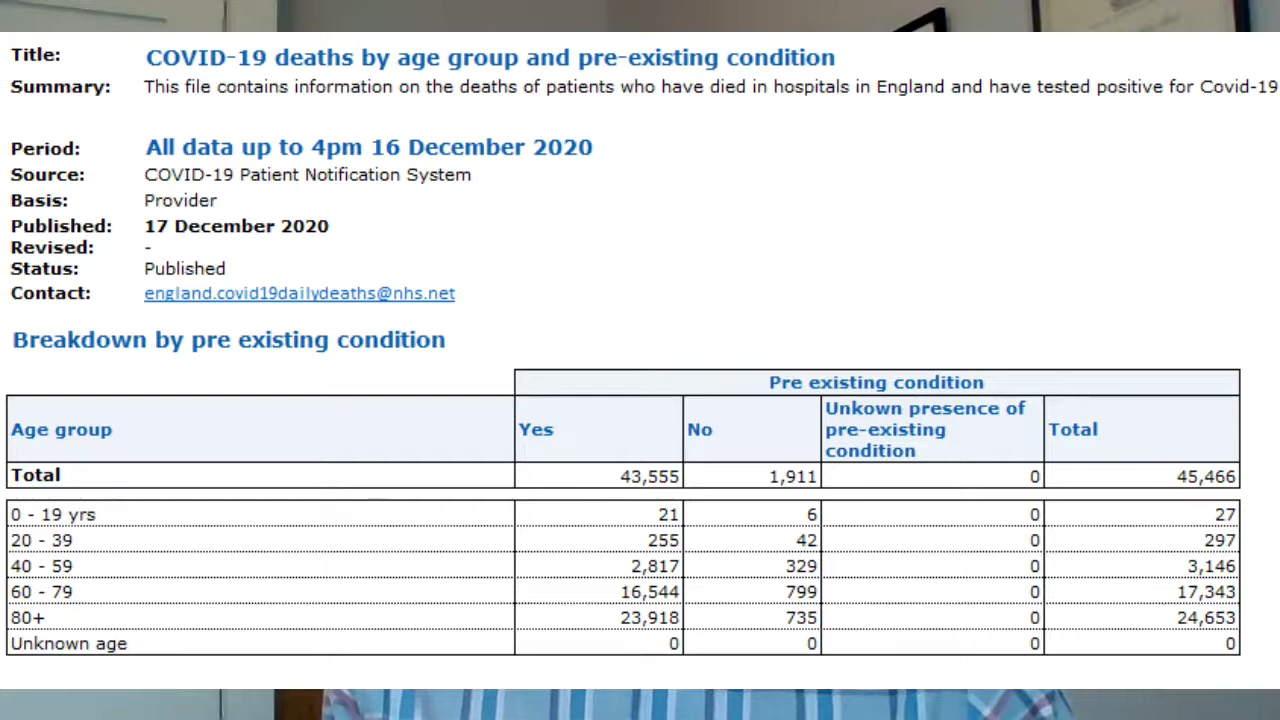 Title: COVID-19 deaths by age group and pre-existing condition
Summary: This file contains information on the deaths of patients who have died in hospitals in England and have tested positive for Covid-19
Period: All data up to 4pm 16 December 2020
Source: COVID-19 Patient Notification System
Basis: Provider
Published: 17 December 2020
Revised: -
Status: Published
Contact: england.covid19dailydeaths@nhs.net
Breakdown by pre existing condition
Pre existing condition
Age group Yes No Unkown presence of pre-existing condition Total
Total 43,555 1,911 0 45,466
0 - 19 yrs 21 6 0 27
20 - 39 255 42 0 297
40 - 59 2,817 329 0 3,146
60 - 79 16,544 799 0 17,343
80+ 23,918 735 0 24,653
Unknown age 0 0 0 0